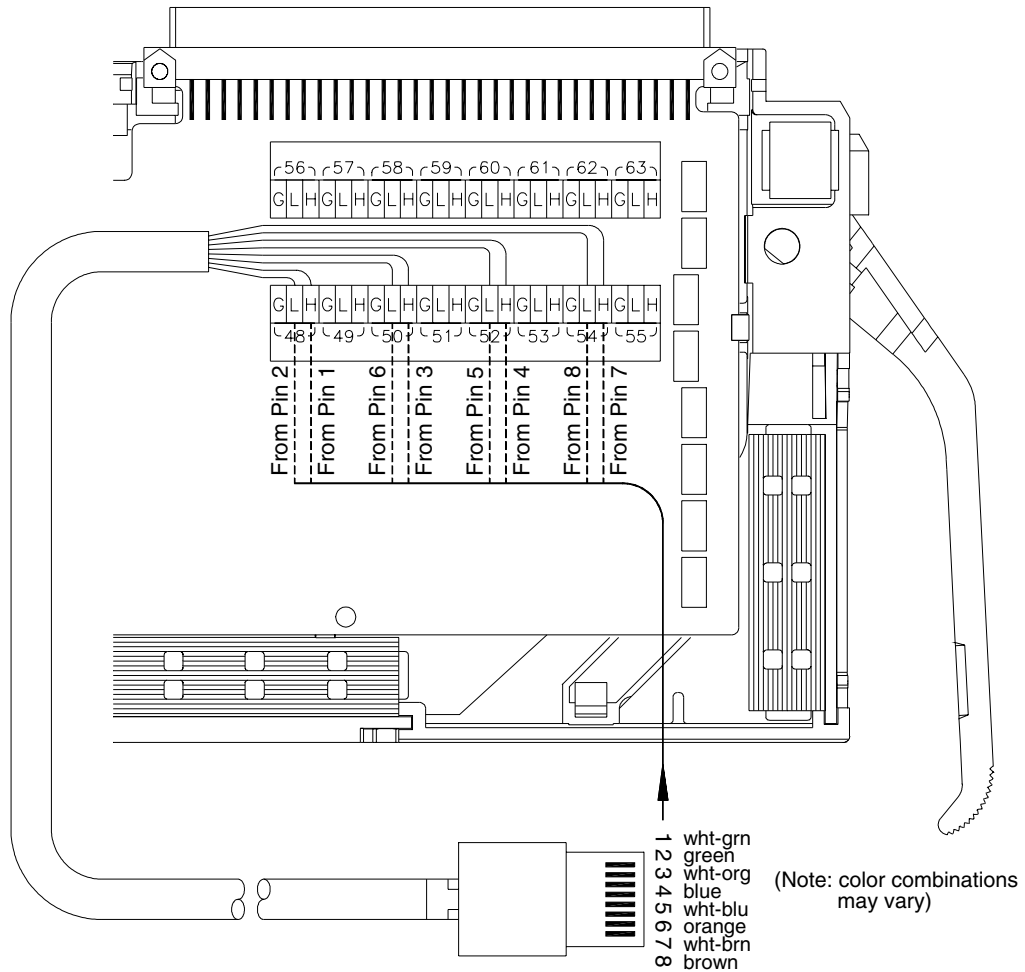 56 57 58 59 60 61 62 63
G L H G L H G L H G L H G L H G L H G L H G L H
G L H G L H G L H G L H G L H G L H G L H G L H
48 49 50 51 52 53 54 55
From Pin 2
From Pin 1
From Pin 6
From Pin 3
From Pin 5
From Pin 4
From Pin 8
From Pin 7
1 wht-grn
2 green
3 wht-org
4 blue
5 wht-blu
6 orange
7 wht-brn
8 brown
(Note: color combinations
may vary)